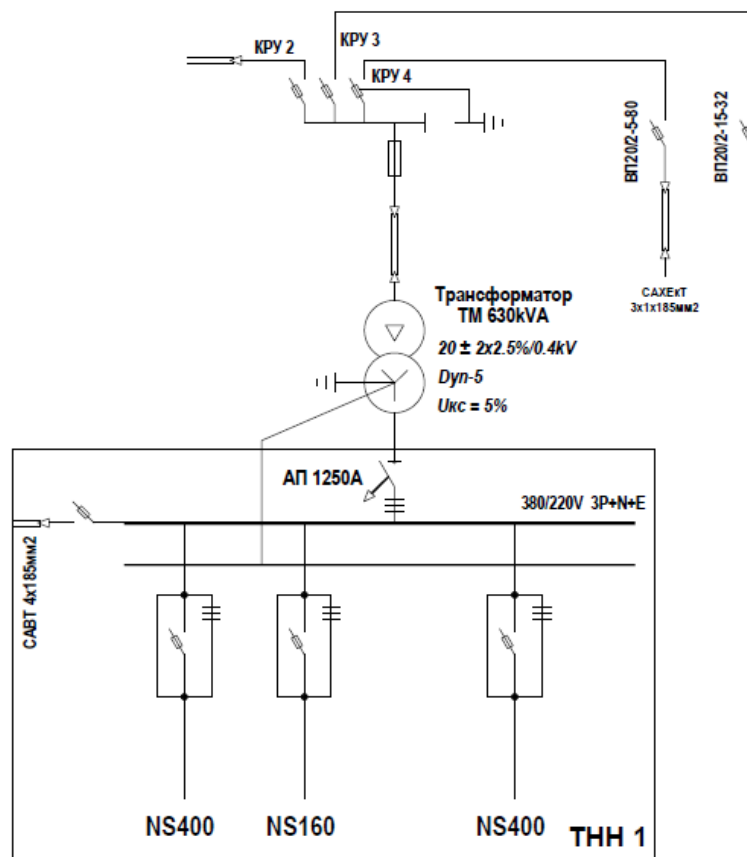 КРУ 2
КРУ 3
КРУ 4
ВП20/2-5-80
ВП20/2-15-32
САХЕкТ
3x1x185мм2
Трансформатор
ТМ 630kVA
20 ± 2x2.5%/0.4kV
Dyn-5
Uкс = 5%
АП 1250А
380/220V 3P+N+E
САВТ 4x185мм2
NS400
NS160
NS400
ТНН 1